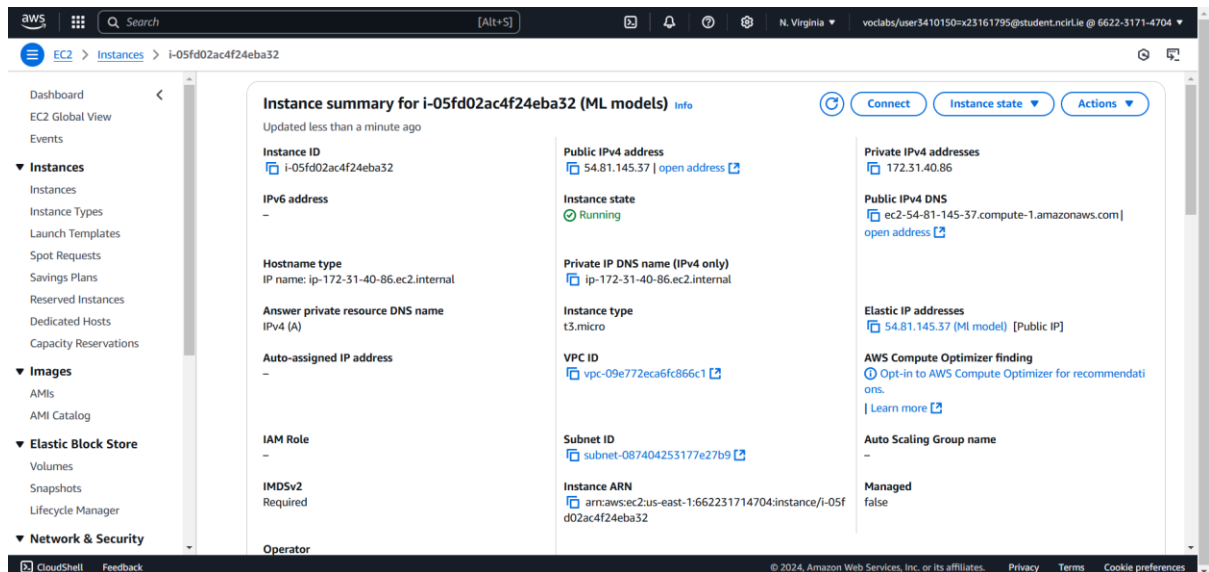 aws
Search [Alt+S] N. Virginia ▼ voclabs/user3410150=x23161795@student.ncirl.ie @ 6622-3171-4704 ▼
EC2 > Instances > i-05fd02ac4f24eba32
Dashboard
EC2 Global View
Events
▼ Instances
Instances
Instance Types
Launch Templates
Spot Requests
Savings Plans
Reserved Instances
Dedicated Hosts
Capacity Reservations
▼ Images
AMIs
AMI Catalog
▼ Elastic Block Store
Volumes
Snapshots
Lifecycle Manager
▼ Network & Security
Instance summary for i-05fd02ac4f24eba32 (ML models) Info
Connect Instance state ▼ Actions ▼
Updated less than a minute ago
Instance ID
i-05fd02ac4f24eba32
Public IPv4 address
54.81.145.37 | open address
Private IPv4 addresses
172.31.40.86
IPv6 address
–
Instance state
Running
Public IPv4 DNS
ec2-54-81-145-37.compute-1.amazonaws.com |
open address
Hostname type
IP name: ip-172-31-40-86.ec2.internal
Private IP DNS name (IPv4 only)
ip-172-31-40-86.ec2.internal
Answer private resource DNS name
IPv4 (A)
Instance type
t3.micro
Elastic IP addresses
54.81.145.37 (Ml model) [Public IP]
Auto-assigned IP address
–
VPC ID
vpc-09e772eca6fc866c1
AWS Compute Optimizer finding
Opt-in to AWS Compute Optimizer for recommendati
ons.
| Learn more
IAM Role
–
Subnet ID
subnet-087404253177e27b9
Auto Scaling Group name
–
IMDSv2
Required
Instance ARN
arn:aws:ec2:us-east-1:662231714704:instance/i-05f
d02ac4f24eba32
Managed
false
Operator
CloudShell Feedback © 2024, Amazon Web Services, Inc. or its affiliates. Privacy Terms Cookie preferences